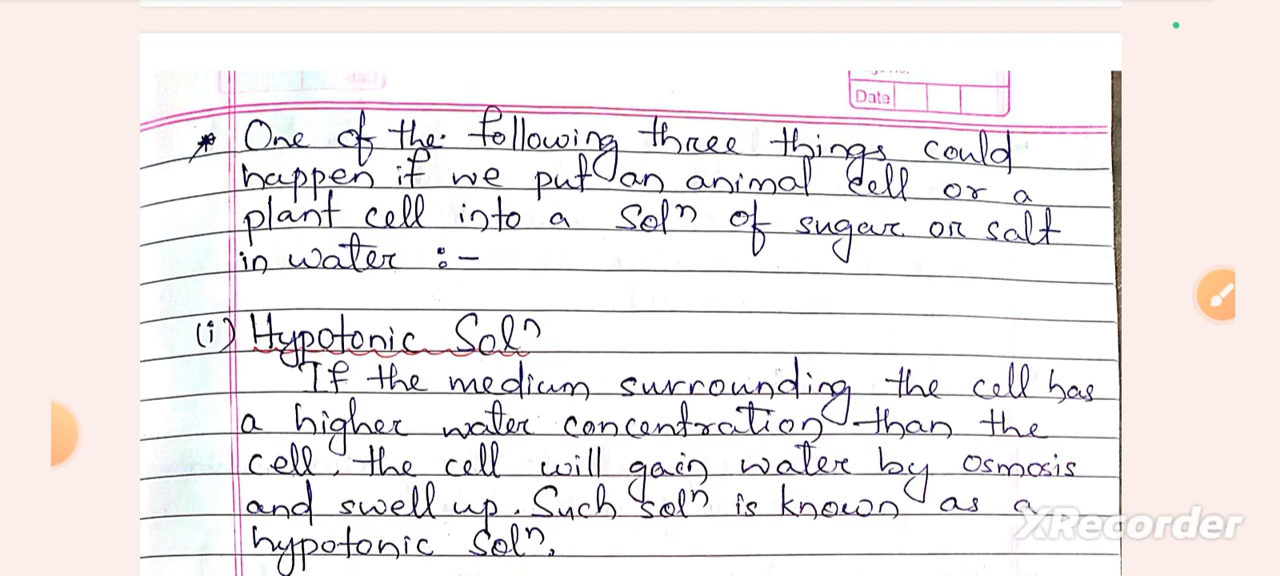 Date
* One of the following three things could
happen if we put an animal cell or a
plant cell into a Solⁿ of sugar or salt
in water :-
(i) Hypotonic Solⁿ
If the medium surrounding the cell has
a higher water concentration than the
cell, the cell will gain water by osmosis
and swell up. Such solⁿ is known as a
hypotonic Solⁿ.
XRecorder